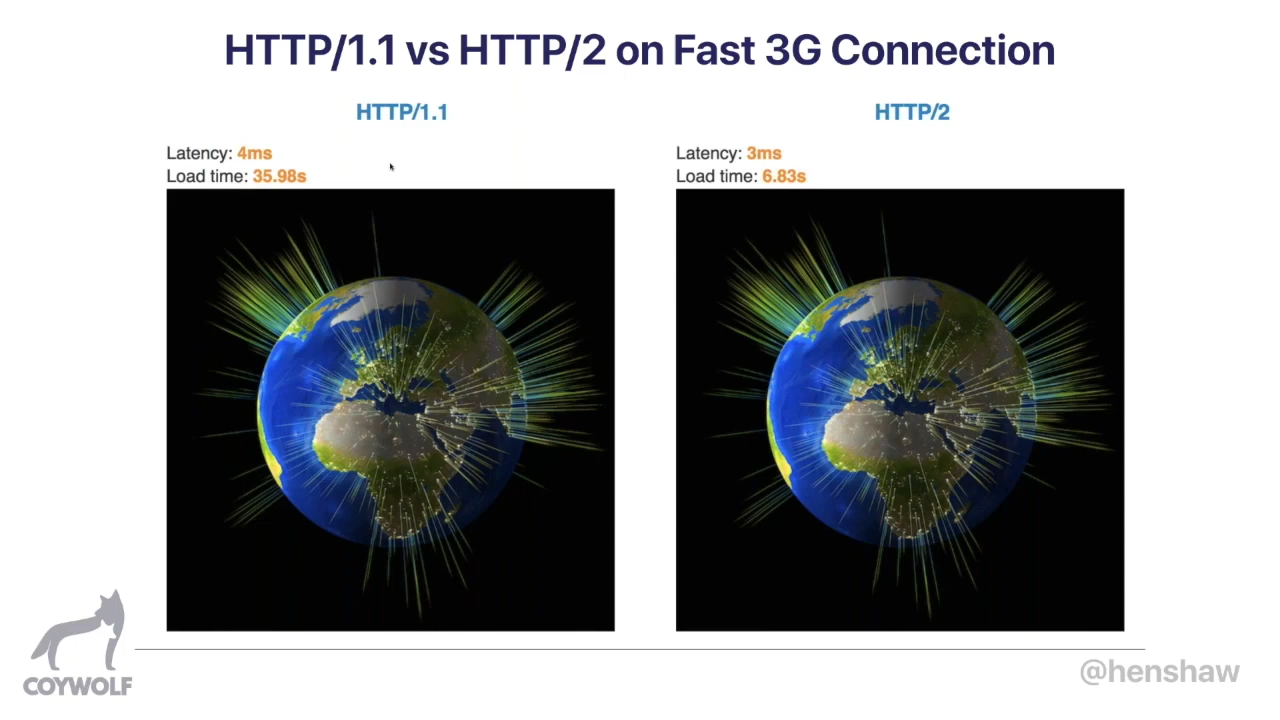 HTTP/1.1 vs HTTP/2 on Fast 3G Connection
HTTP/1.1
Latency: 4ms
Load time: 35.98s
HTTP/2
Latency: 3ms
Load time: 6.83s
COYWOLF
@henshaw